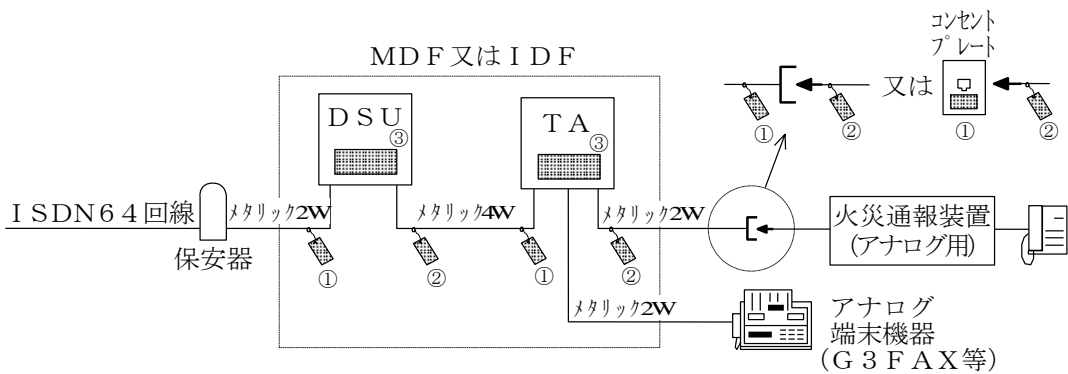 コンセント
プレート
MDF又はIDF
又は
①
②
①
②
DSU
③
TA
③
ISDN64回線
メタリック2W
メタリック4W
メタリック2W
火災通報装置
(アナログ用)
保安器
①
②
①
②
メタリック2W
アナログ
端末機器
(G3FAX等)